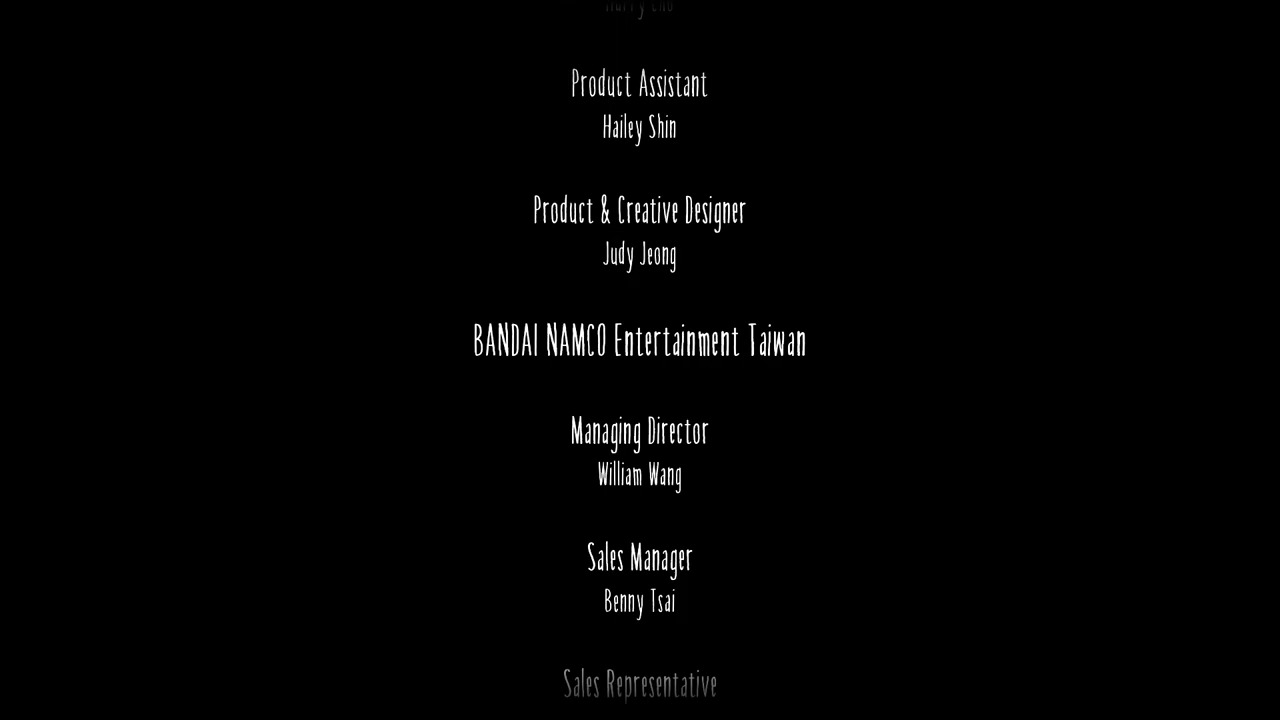 Product Assistant
Hailey Shin
Product & Creative Designer
Judy Jeong
BANDAI NAMCO Entertainment Taiwan
Managing Director
William Wang
Sales Manager
Benny Tsai
Sales Representative